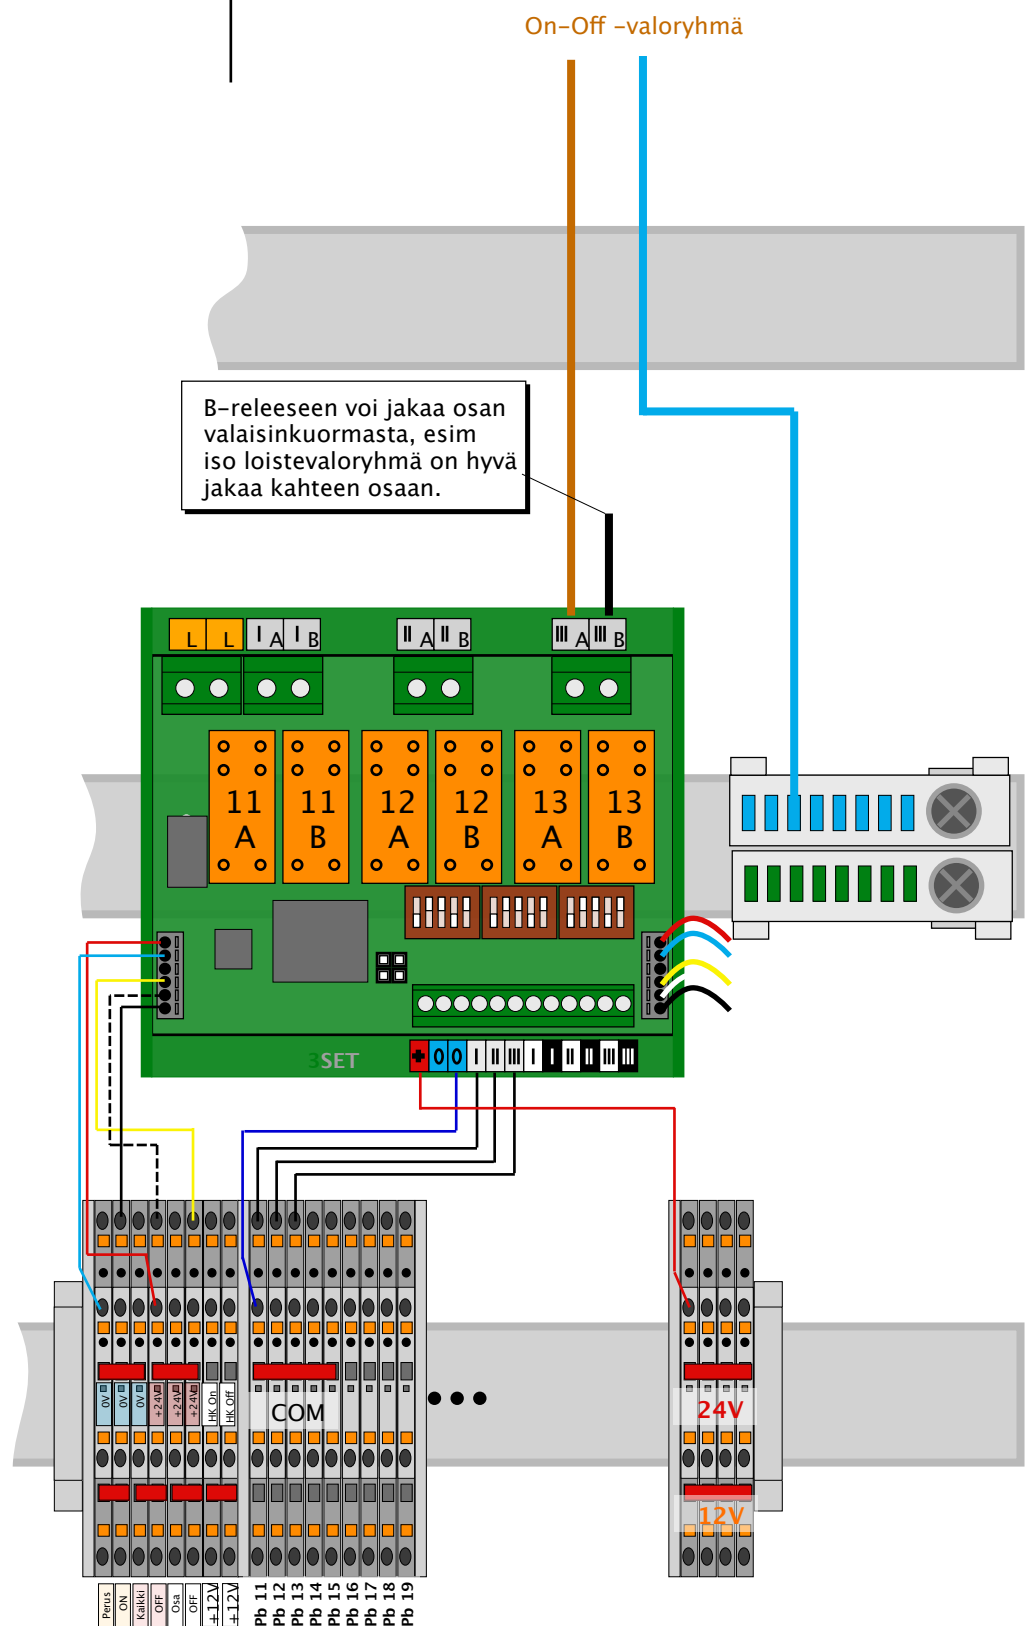 On-Off -valoryhmä
B-releeseen voi jakaa osan
valaisinkuormasta, esim
iso loistevaloryhmä on hyvä
jakaa kahteen osaan.
L L I A I B II A II B III A III B
11 A
11 B
12 A
12 B
13 A
13 B
3SET
+ 0 0 I II III I I II II III III
0V 0V 0V +24V +24V +24V HK On HK Off
COM
24V
12V
Perus ON Kaikki OFF Osa OFF +12V +12V
Pb 11 Pb 12 Pb 13 Pb 14 Pb 15 Pb 16 Pb 17 Pb 18 Pb 19